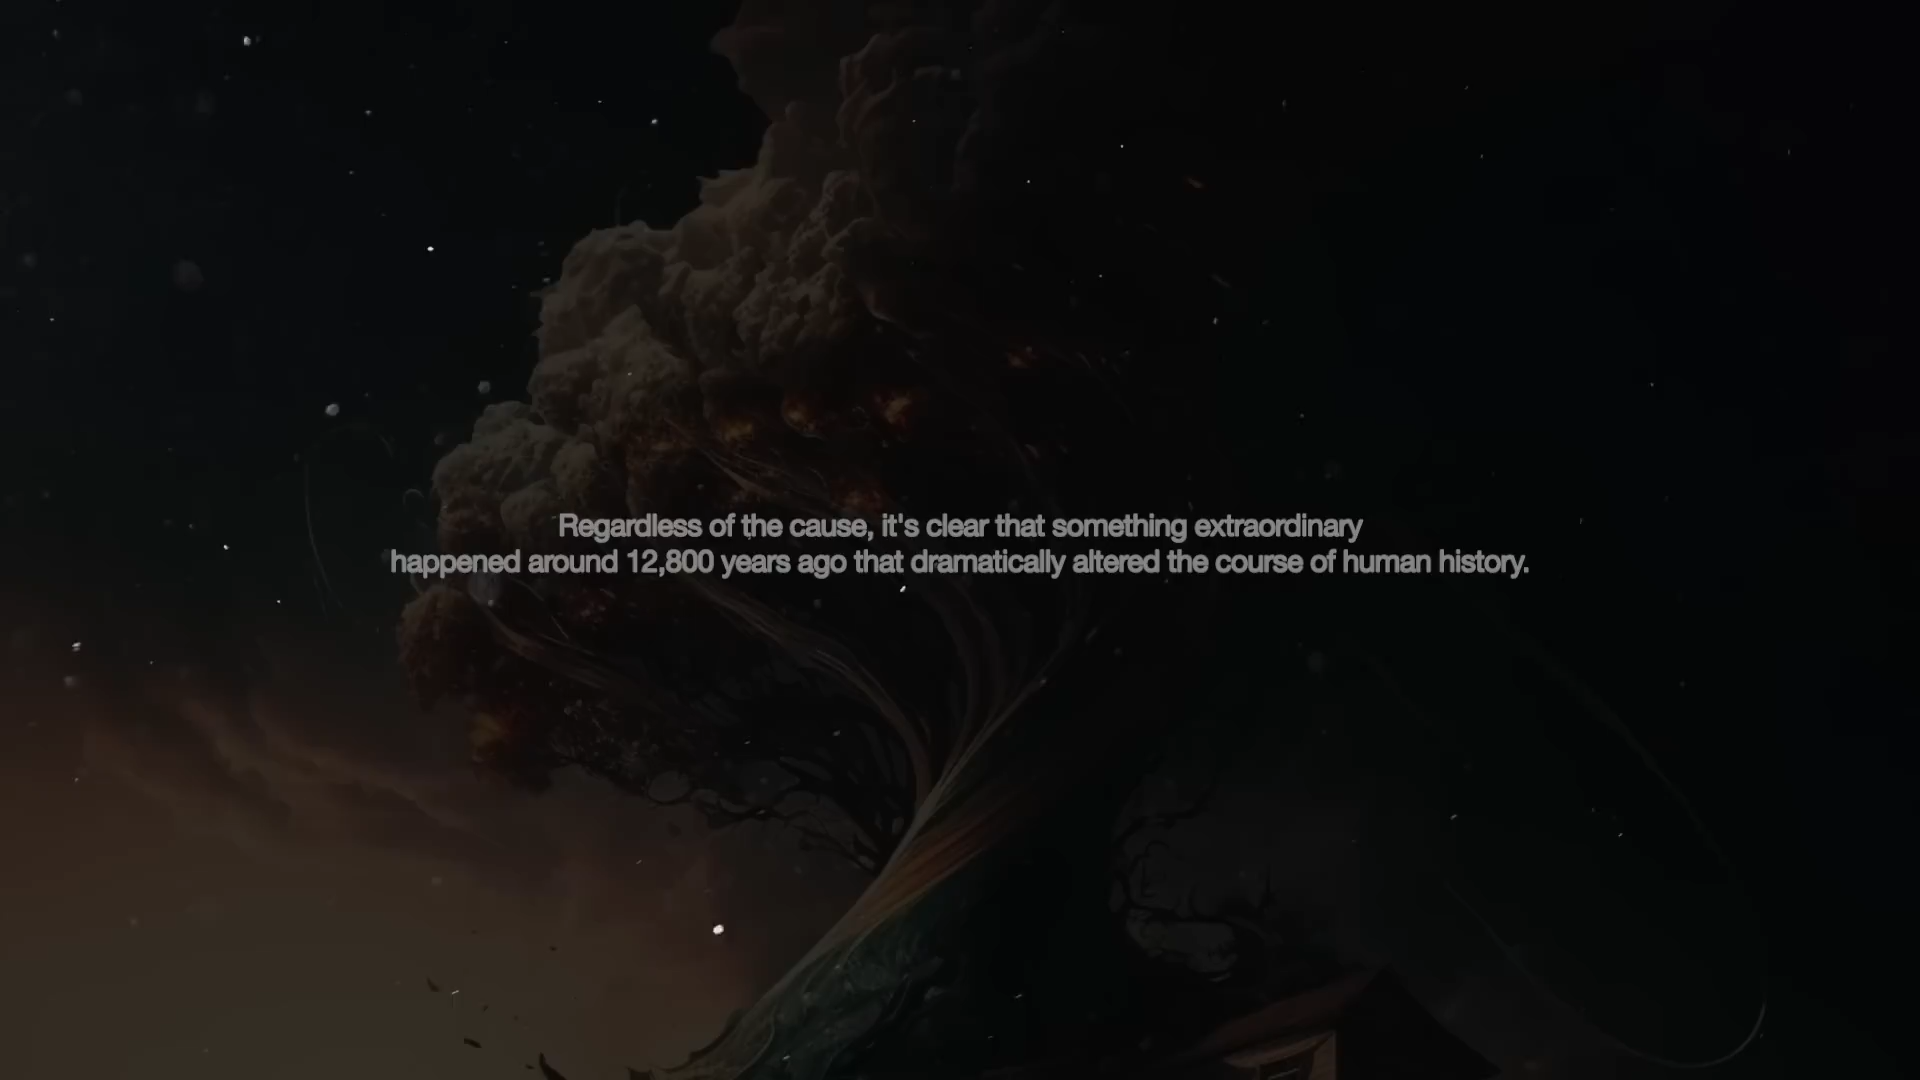 Regardless of the cause, it's clear that something extraordinary
happened around 12,800 years ago that dramatically altered the course of human history.